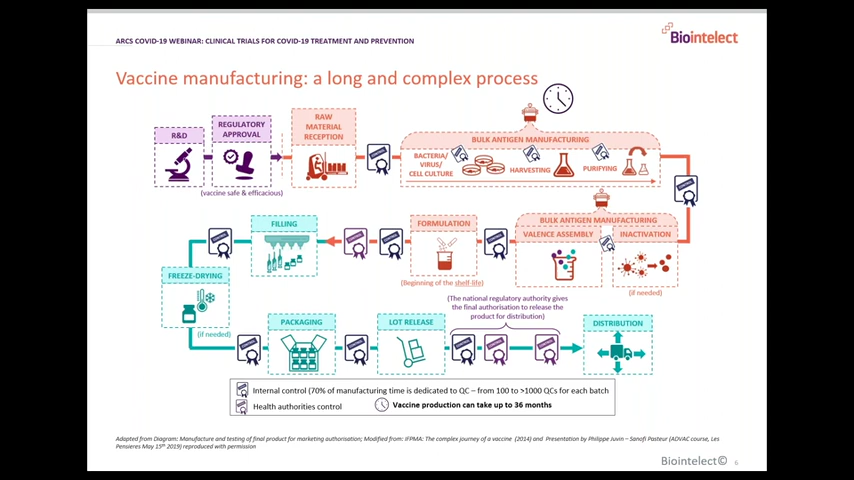 ARCS COVID-19 WEBINAR: CLINICAL TRIALS FOR COVID-19 TREATMENT AND PREVENTION
Biointelect
Vaccine manufacturing: a long and complex process
R&D
REGULATORY
APPROVAL
(vaccine safe & efficacious)
RAW
MATERIAL
RECEPTION
BULK ANTIGEN MANUFACTURING
BACTERIA/
VIRUS/
CELL CULTURE
HARVESTING
PURIFYING
FILLING
FORMULATION
(Beginning of the shelf-life)
BULK ANTIGEN MANUFACTURING
VALENCE ASSEMBLY
INACTIVATION
(if needed)
FREEZE-DRYING
(if needed)
(The national regulatory authority gives
the final authorisation to release the
product for distribution)
PACKAGING
LOT RELEASE
DISTRIBUTION
Internal control (70% of manufacturing time is dedicated to QC – from 100 to >1000 QCs for each batch
Health authorities control
Vaccine production can take up to 36 months
Adapted from Diagram: Manufacture and testing of final product for marketing authorisation; Modified from: IFPMA: The complex journey of a vaccine (2014) and Presentation by Philippe Juvin – Sanofi Pasteur (ADVAC course, Les
Pensieres May 15th 2019) reproduced with permission
Biointelect©
6